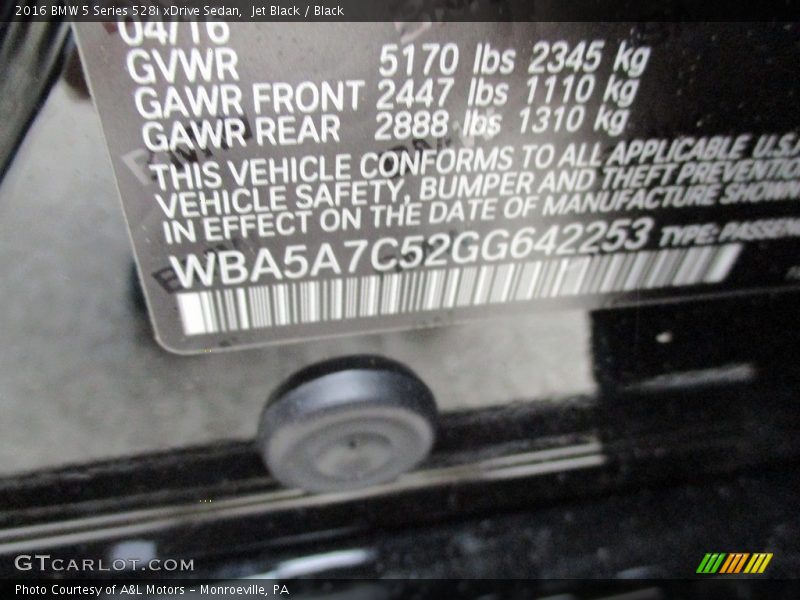 2016 BMW 5 Series 528i xDrive Sedan, Jet Black / Black
04/16
GVWR 5170 lbs 2345 kg
GAWR FRONT 2447 lbs 1110 kg
GAWR REAR 2888 lbs 1310 kg
THIS VEHICLE CONFORMS TO ALL APPLICABLE U.S.A
VEHICLE SAFETY, BUMPER AND THEFT PREVENTION
IN EFFECT ON THE DATE OF MANUFACTURE SHOWN
WBA5A7C52GG642253 TYPE: PASSEN
GTCARLOT.COM
Photo Courtesy of A&L Motors - Monroeville, PA